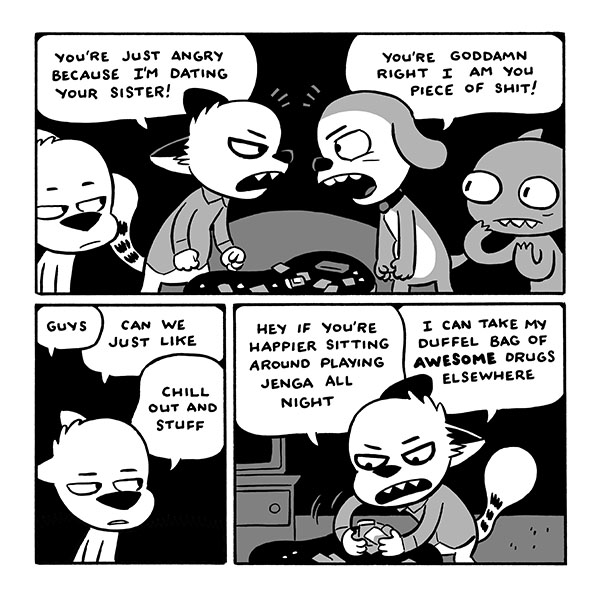 YOU'RE JUST ANGRY
BECAUSE I'M DATING
YOUR SISTER!
YOU'RE GODDAMN
RIGHT I AM YOU
PIECE OF SHIT!
GUYS
CAN WE
JUST LIKE
CHILL
OUT AND
STUFF
HEY IF YOU'RE
HAPPIER SITTING
AROUND PLAYING
JENGA ALL
NIGHT
I CAN TAKE MY
DUFFEL BAG OF
AWESOME DRUGS
ELSEWHERE